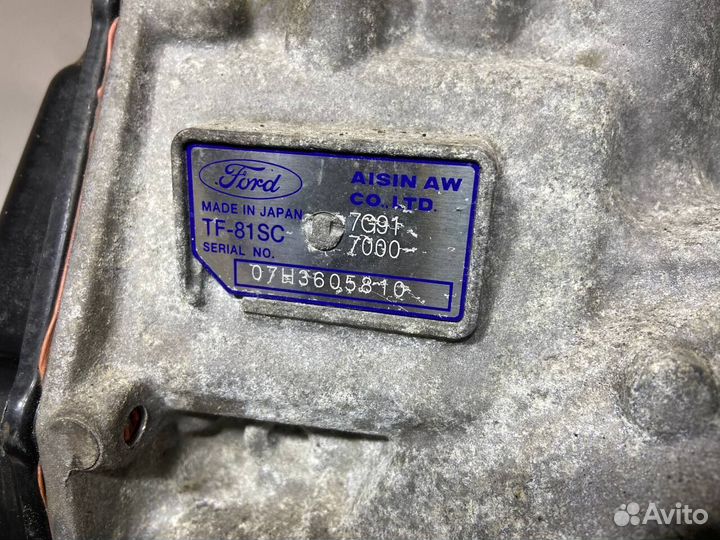 Ford
AISIN AW
CO., LTD.
MADE IN JAPAN
TF-81SC
7G91-
7000-
SERIAL NO.
07H3605810
Avito